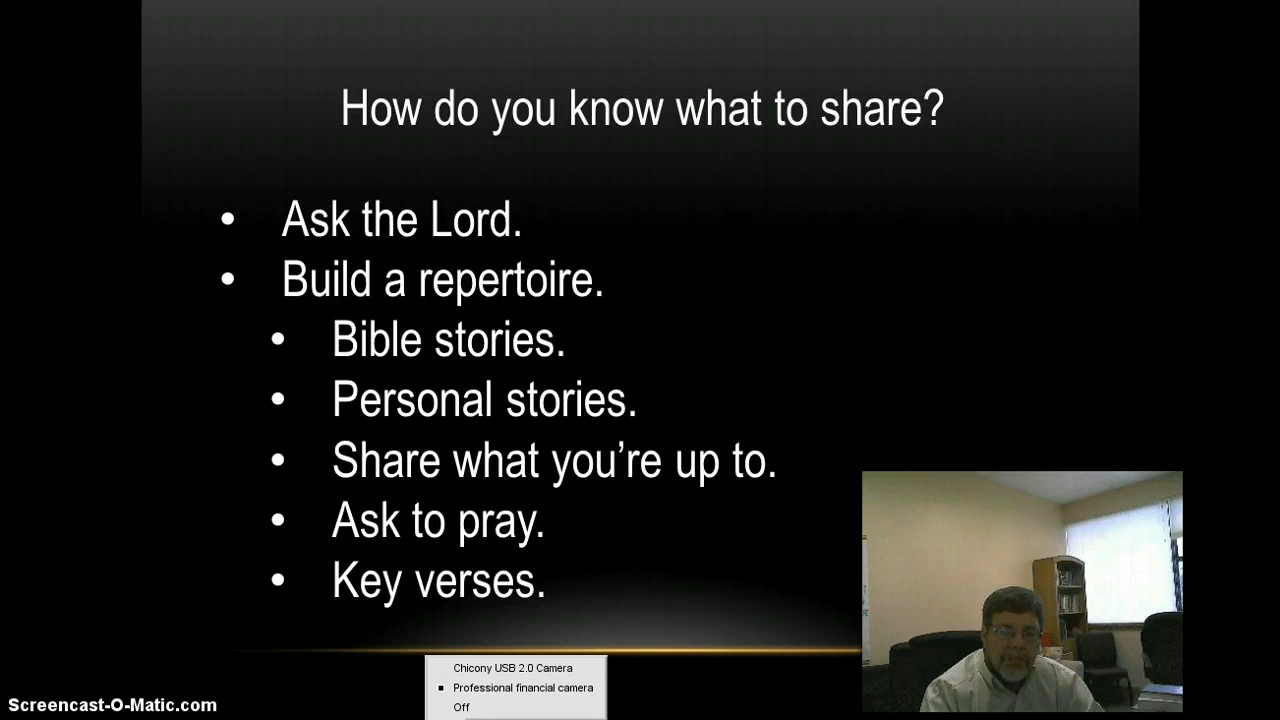 How do you know what to share?
• Ask the Lord.
• Build a repertoire.
• Bible stories.
• Personal stories.
• Share what you’re up to.
• Ask to pray.
• Key verses.
Chicony USB 2.0 Camera
Professional financial camera
Off
Screencast-O-Matic.com